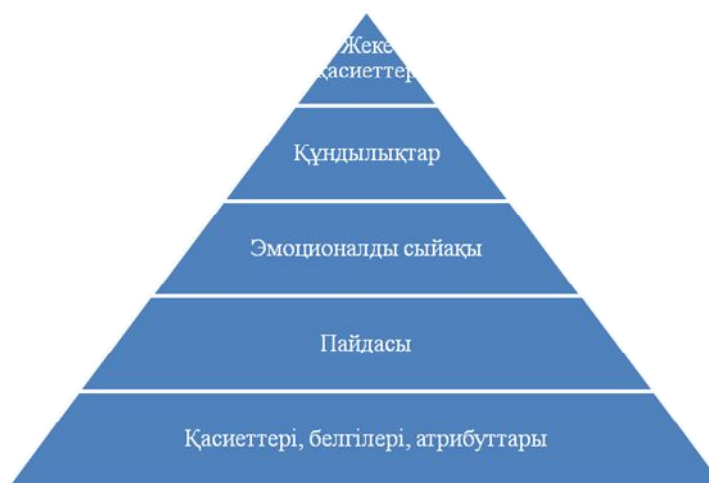 Жеке
қасиеттер
Құндылықтар
Эмоционалды сыйақы
Пайдасы
Қасиеттері, белгілері, атрибуттары